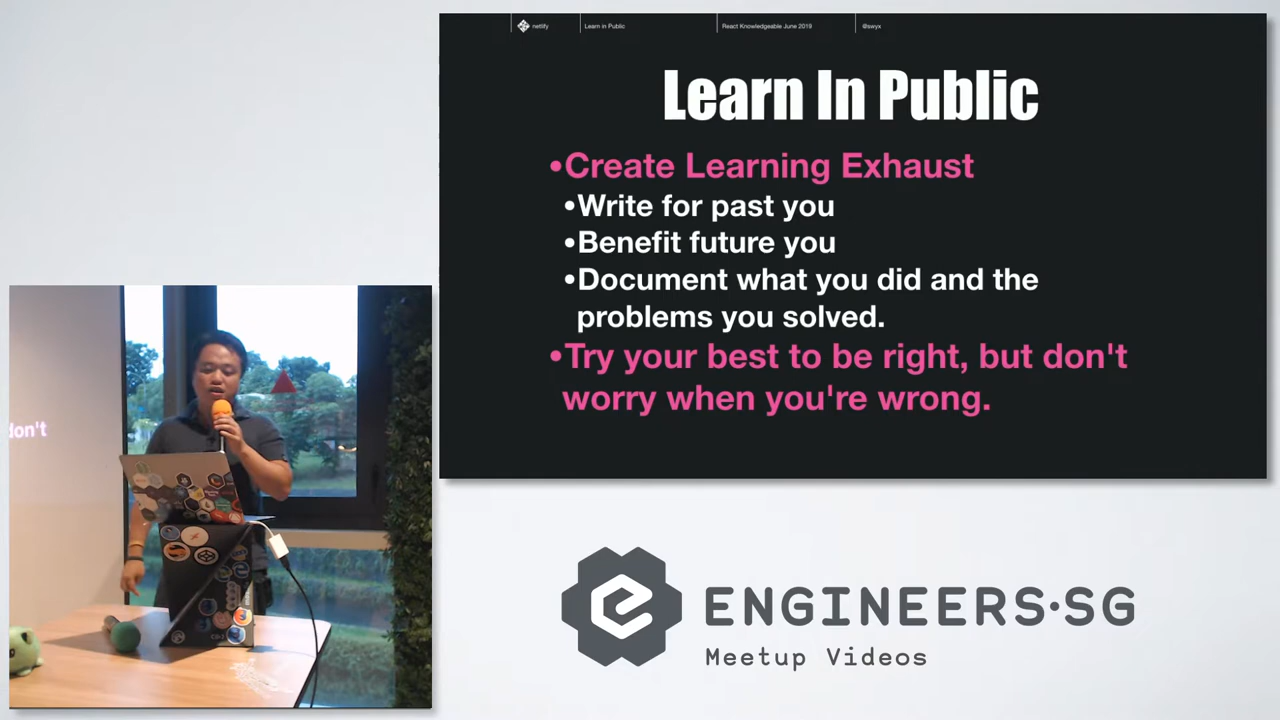 netlify
Learn in Public
React Knowledgeable June 2019
@swyx
Learn In Public
•Create Learning Exhaust
•Write for past you
•Benefit future you
•Document what you did and the
problems you solved.
•Try your best to be right, but don't
worry when you're wrong.
don't
ENGINEERS·SG
Meetup Videos